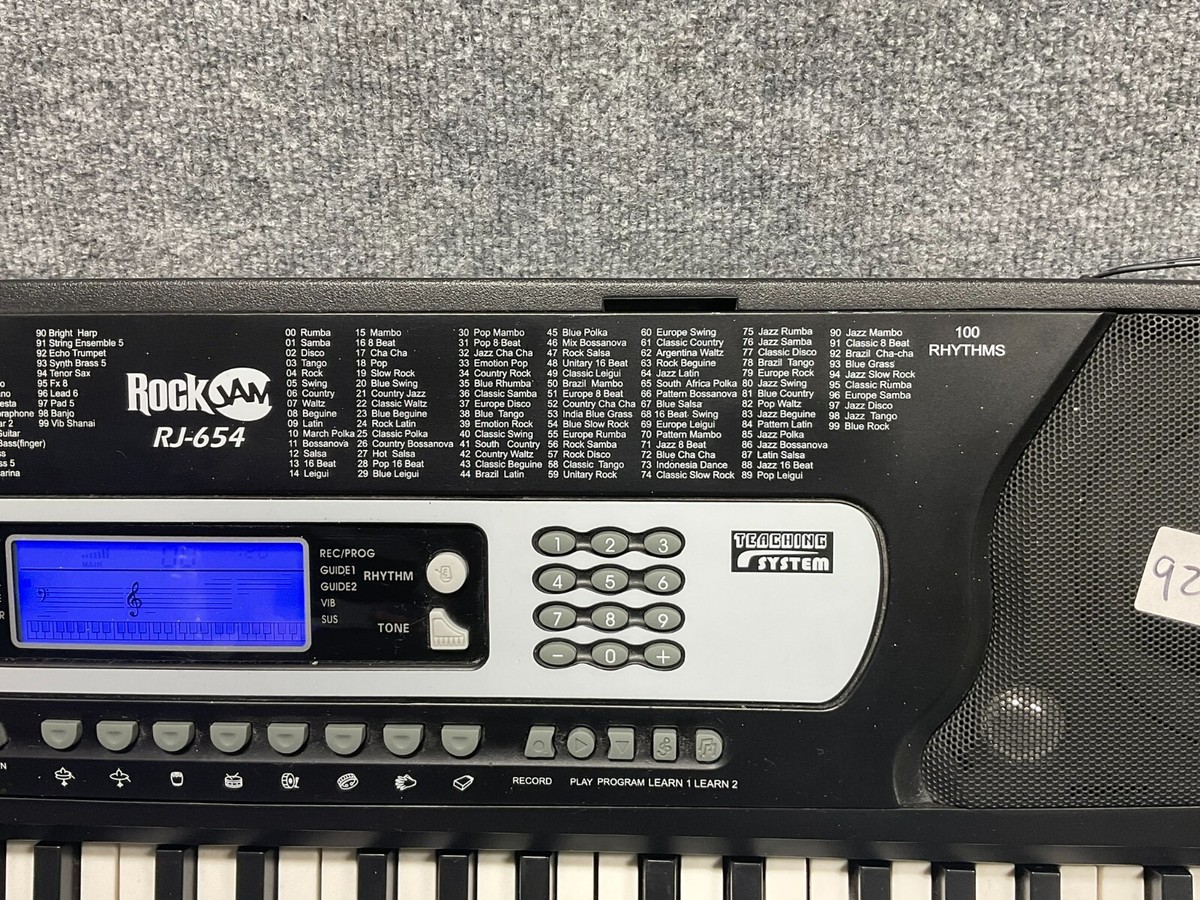 90 Bright Harp
91 String Ensemble 5
92 Echo Trumpet
93 Synth Brass 5
94 Tenor Sax
95 Fx 8
96 Lead 6
97 Pad 5
98 Banjo
99 Vib Shanai
(finger)
ROCKJAM
RJ-654
00 Rumba
01 Samba
02 Disco
03 Tango
04 Rock
05 Swing
06 Country
07 Waltz
08 Beguine
09 Latin
10 March Polka
11 Bossanova
12 Salsa
13 16 Beat
14 Leigui
15 Mambo
16 8 Beat
17 Cha Cha
18 Pop
19 Slow Rock
20 Blue Swing
21 Country Jazz
22 Classic Waltz
23 Blue Beguine
24 Rock Latin
25 Classic Polka
26 Country Bossanova
27 Hot Salsa
28 Pop 16 Beat
29 Blue Leigui
30 Pop Mambo
31 Pop 8-Beat
32 Jazz Cha Cha
33 Emotion Pop
34 Country Rock
35 Blue Rhumba
36 Classic Samba
37 Europe Disco
38 Blue Tango
39 Emotion Rock
40 Classic Swing
41 South Country
42 Country Waltz
43 Classic Beguine
44 Brazil Latin
45 Blue Polka
46 Mix Bossanova
47 Rock Salsa
48 Unitary 16 Beat
49 Classic Leigui
50 Brazil Mambo
51 Europe 8 Beat
52 Country Cha Cha
53 India Blue Grass
54 Blue Slow Rock
55 Europe Rumba
56 Rock Samba
57 Rock Disco
58 Classic Tango
59 Unitary Rock
60 Europe Swing
61 Classic Country
62 Argentina Waltz
63 Rock Beguine
64 Jazz Latin
65 South Africa Polka
66 Pattern Bossanova
67 Blue Salsa
68 16 Beat Swing
69 Europe Leigui
70 Pattern Mambo
71 Jazz 8 Beat
72 Blue Cha Cha
73 Indonesia Dance
74 Classic Slow Rock
75 Jazz Rumba
76 Jazz Samba
77 Classic Disco
78 Brazil Tango
79 Europe Rock
80 Jazz Swing
81 Blue Country
82 Pop Waltz
83 Jazz Beguine
84 Pattern Latin
85 Jazz Polka
86 Blue Bossanova
87 Latin Salsa
88 Jazz 16 Beat
89 Pop Leigui
90 Jazz Mambo
91 Classic 8 Beat
92 Brazil Cha-cha
93 Blue Grass
94 Jazz Slow Rock
95 Classic Rumba
96 Europe Samba
97 Jazz Disco
98 Jazz Tango
99 Blue Rock
100
RHYTHMS
REC/PROG
GUIDE1
GUIDE2
VIB
SUS
RHYTHM
TONE
1 2 3
4 5 6
7 8 9
- 0 +
TEACHING
SYSTEM
92
RECORD PLAY PROGRAM LEARN 1 LEARN 2